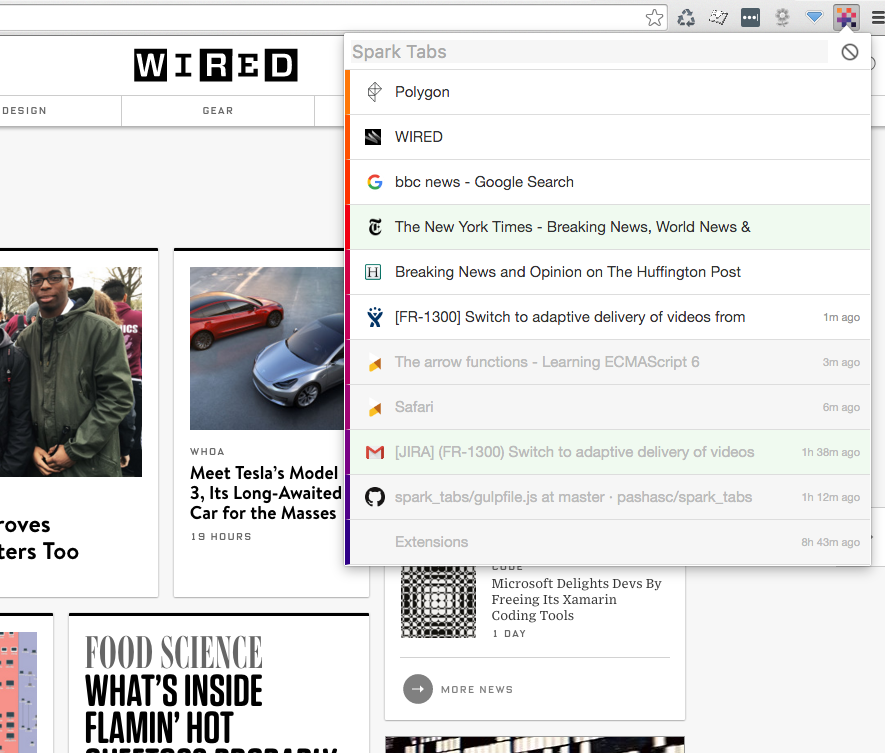 WIRED
DESIGN
GEAR
Spark Tabs
Polygon
WIRED
bbc news - Google Search
The New York Times - Breaking News, World News &
Breaking News and Opinion on The Huffington Post
[FR-1300] Switch to adaptive delivery of videos from
1m ago
The arrow functions - Learning ECMAScript 6
3m ago
Safari
6m ago
[JIRA] (FR-1300) Switch to adaptive delivery of videos
1h 38m ago
spark_tabs/gulpfile.js at master · pashasc/spark_tabs
1h 12m ago
Extensions
8h 43m ago
roves
ters Too
WHOA
Meet Tesla's Model
3, Its Long-Awaited
Car for the Masses
19 HOURS
CODE
Microsoft Delights Devs By
Freeing Its Xamarin
Coding Tools
1 DAY
MORE NEWS
FOOD SCIENCE
WHAT'S INSIDE
FLAMIN' HOT
CHEETOS PROBABLY